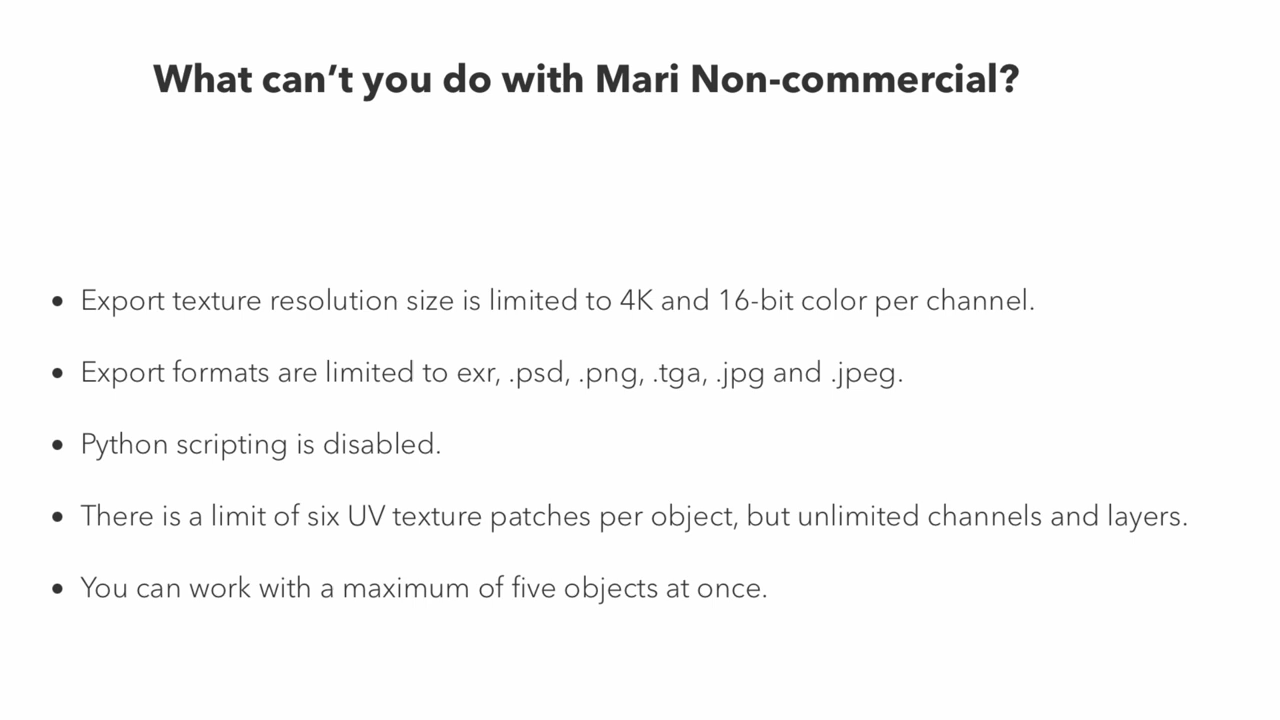 What can’t you do with Mari Non-commercial?
• Export texture resolution size is limited to 4K and 16-bit color per channel.
• Export formats are limited to exr, .psd, .png, .tga, .jpg and .jpeg.
• Python scripting is disabled.
• There is a limit of six UV texture patches per object, but unlimited channels and layers.
• You can work with a maximum of five objects at once.